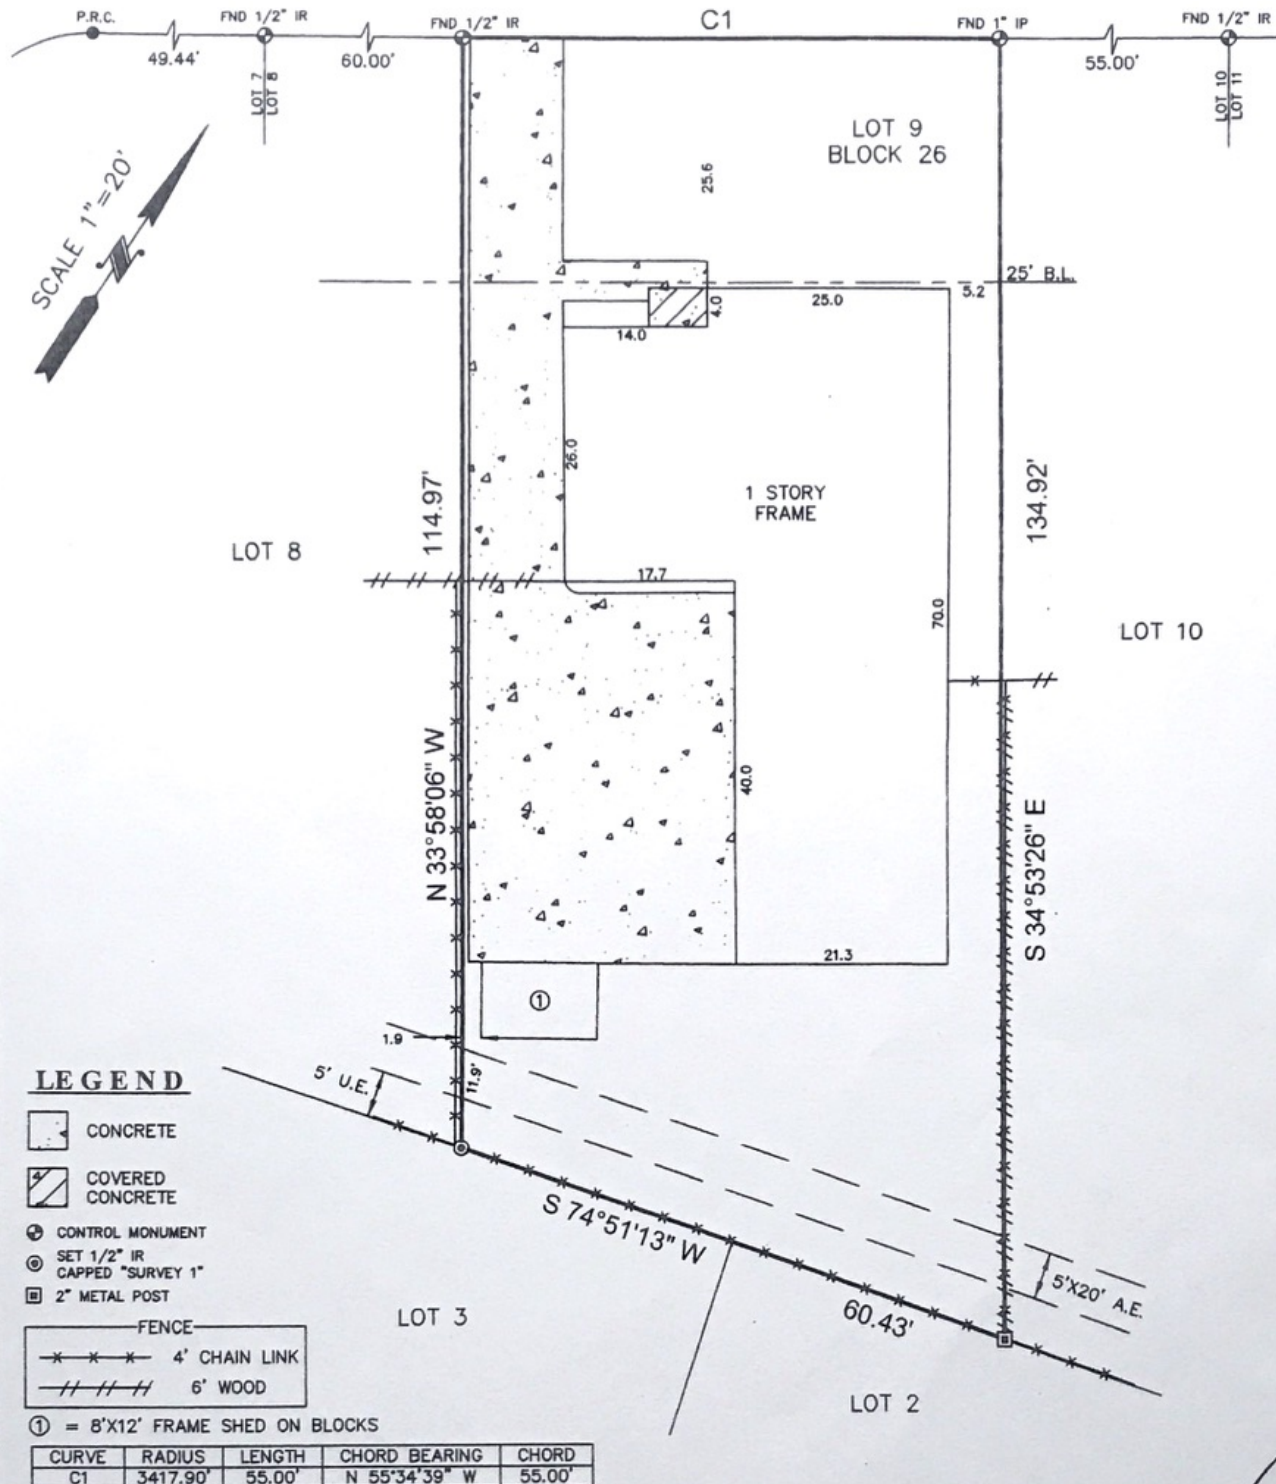 P.R.C.
FND 1/2" IR
FND 1/2" IR
C1
FND 1" IP
FND 1/2" IR
49.44'
60.00'
55.00'
LOT 7
LOT 8
LOT 10
LOT 11
LOT 9
BLOCK 26
SCALE 1"=20'
25.6
25' B.L.
5.2
25.0
4.0
14.0
26.0
114.97'
134.92'
1 STORY
FRAME
LOT 8
17.7
70.0
LOT 10
N 33°58'06" W
40.0
S 34°53'26" E
21.3
①
1.9
11.9'
5' U.E.
LEGEND
CONCRETE
COVERED
CONCRETE
CONTROL MONUMENT
SET 1/2" IR
CAPPED "SURVEY 1"
2" METAL POST
S 74°51'13" W
60.43'
5'X20' A.E.
LOT 3
LOT 2
FENCE
4' CHAIN LINK
6' WOOD
① = 8'X12' FRAME SHED ON BLOCKS
CURVE RADIUS LENGTH CHORD BEARING CHORD
C1 3417.90' 55.00' N 55°34'39" W 55.00'